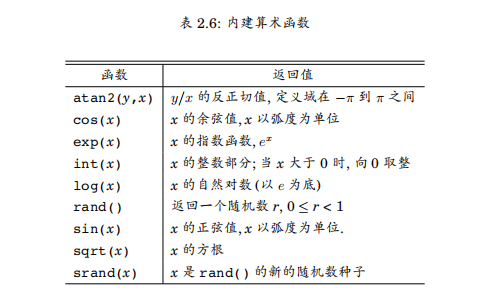 表 2.6: 内建算术函数
函数 返回值
atan2(y,x) y/x 的反正切值, 定义域在 −π 到 π 之间
cos(x) x 的余弦值, x 以弧度为单位
exp(x) x 的指数函数, eˣ
int(x) x 的整数部分; 当 x 大于 0 时, 向 0 取整
log(x) x 的自然对数 (以 e 为底)
rand() 返回一个随机数 r, 0 ≤ r < 1
sin(x) x 的正弦值, x 以弧度为单位.
sqrt(x) x 的方根
srand(x) x 是 rand() 的新的随机数种子